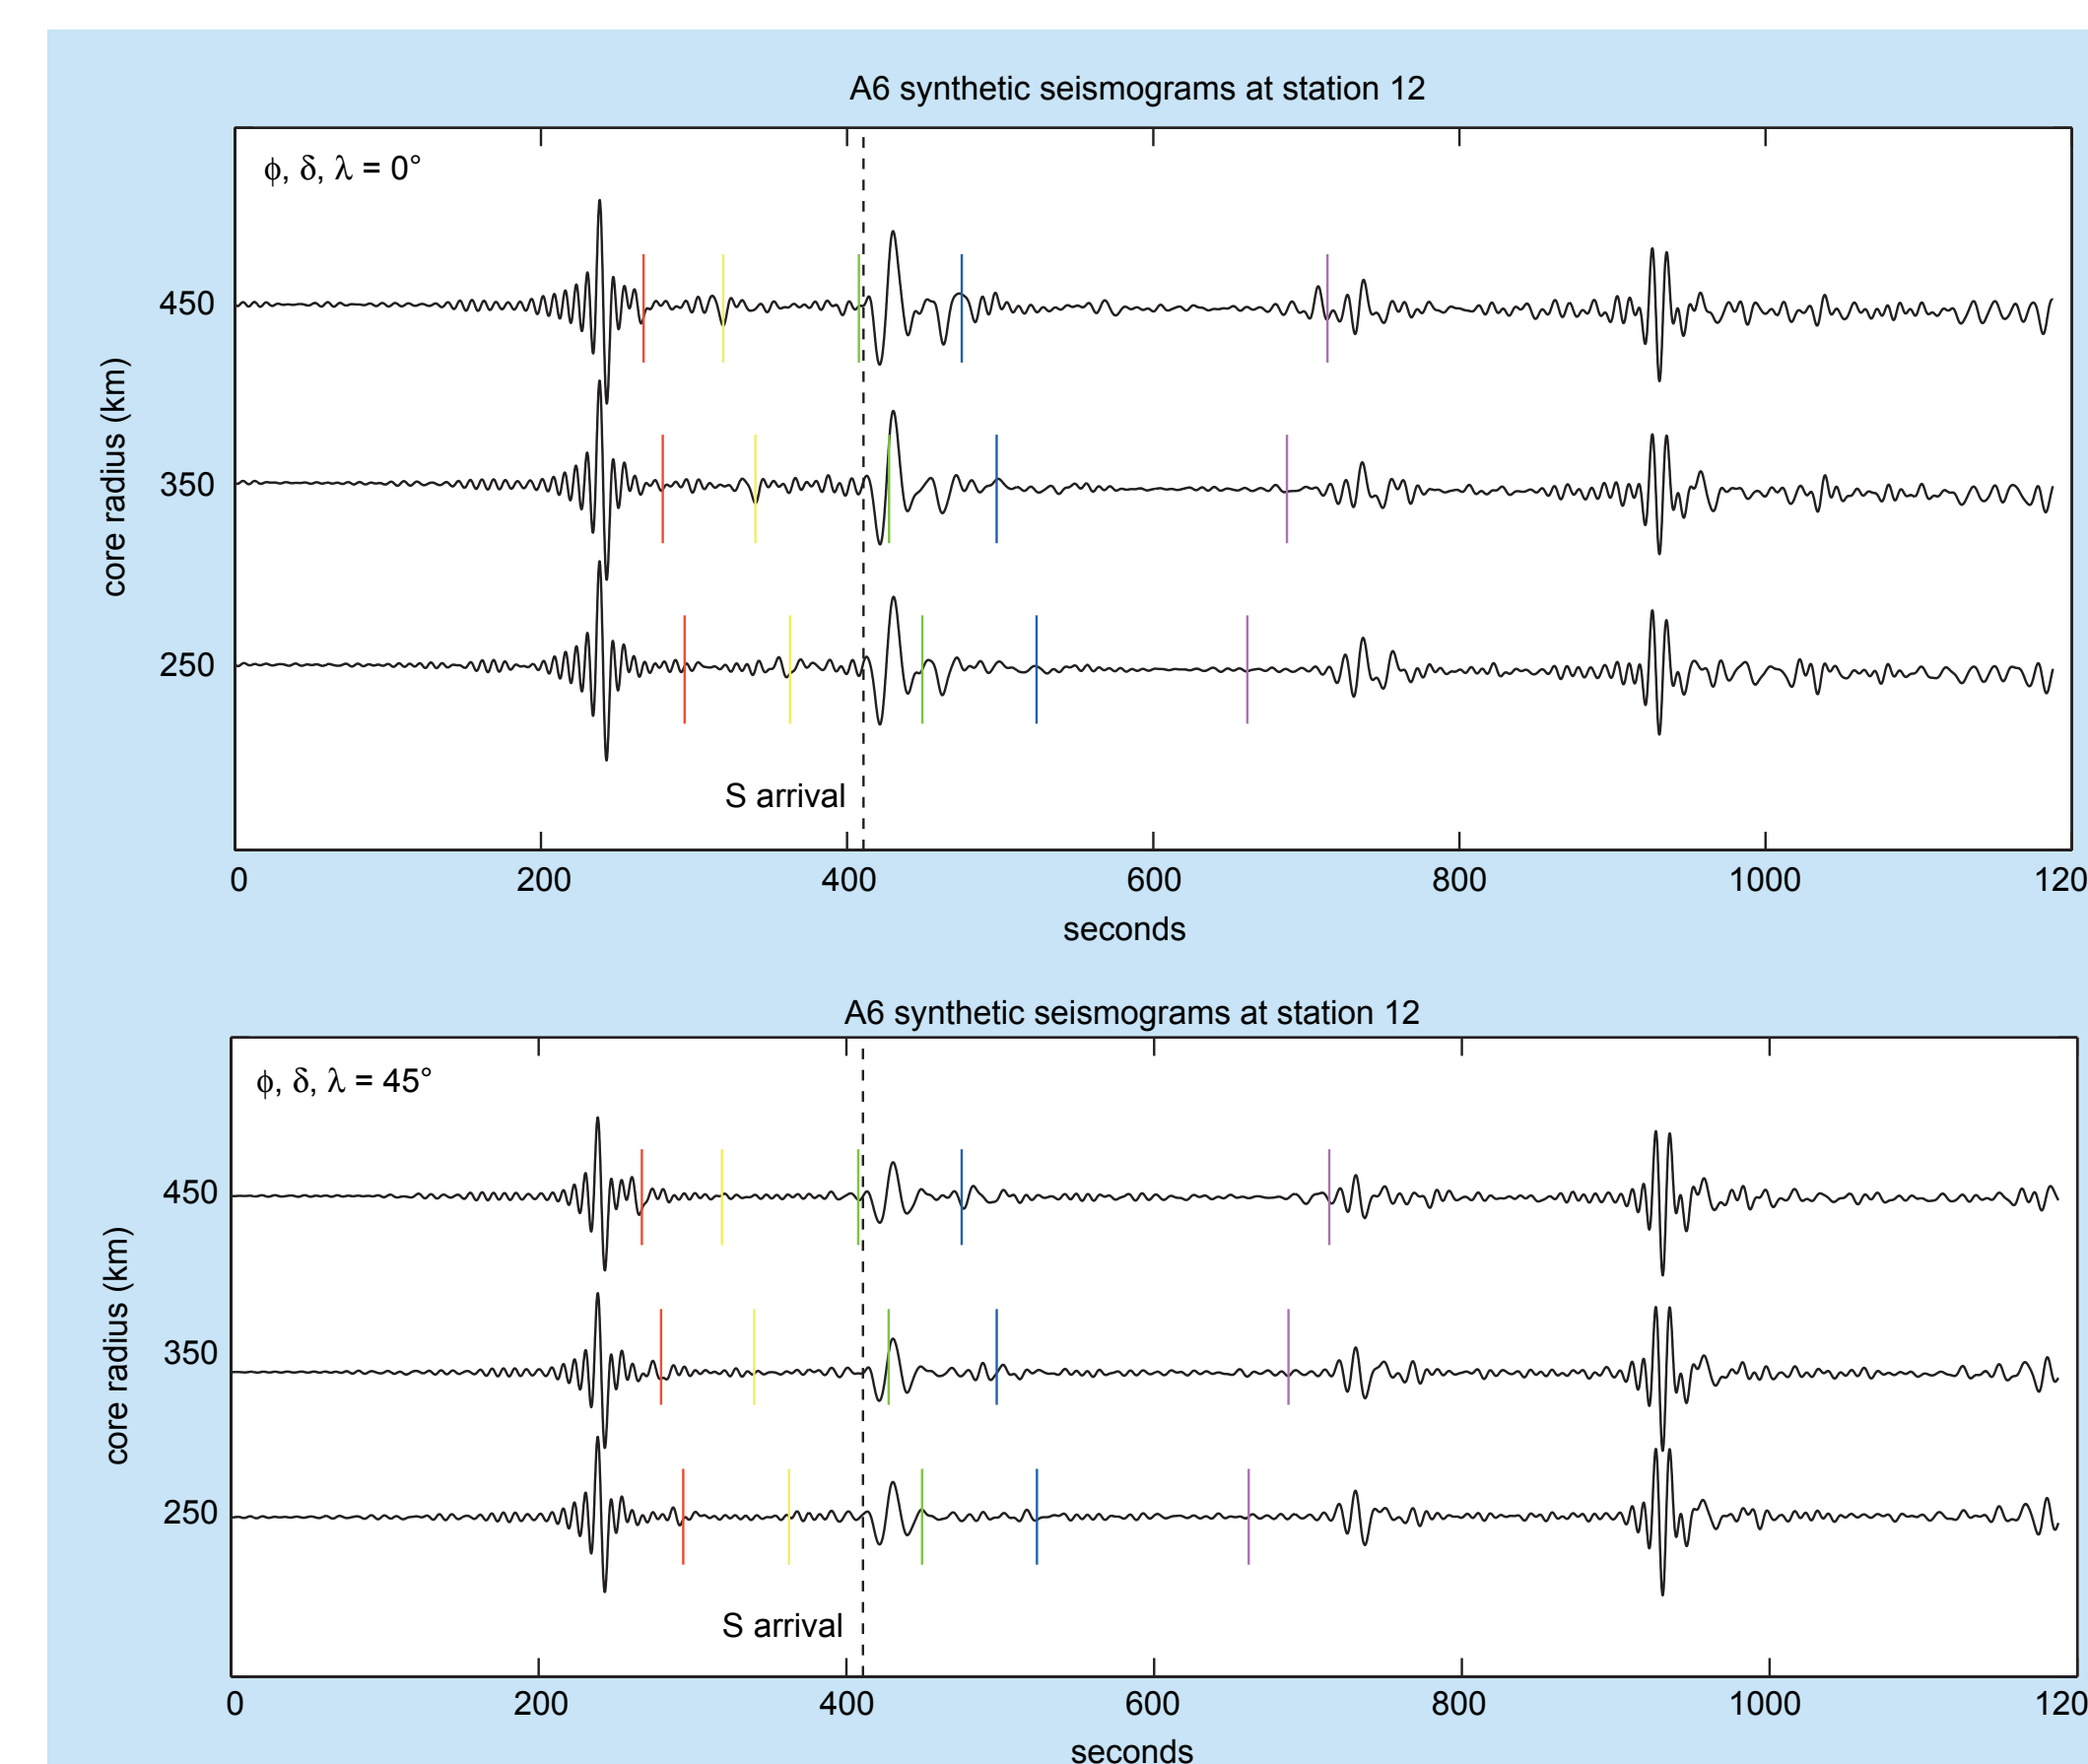 A6 synthetic seismograms at station 12
ϕ, δ, λ = 0°
450
350
250
core radius (km)
S arrival
0 200 400 600 800 1000 120
seconds
A6 synthetic seismograms at station 12
ϕ, δ, λ = 45°
450
350
250
core radius (km)
S arrival
0 200 400 600 800 1000 120
seconds